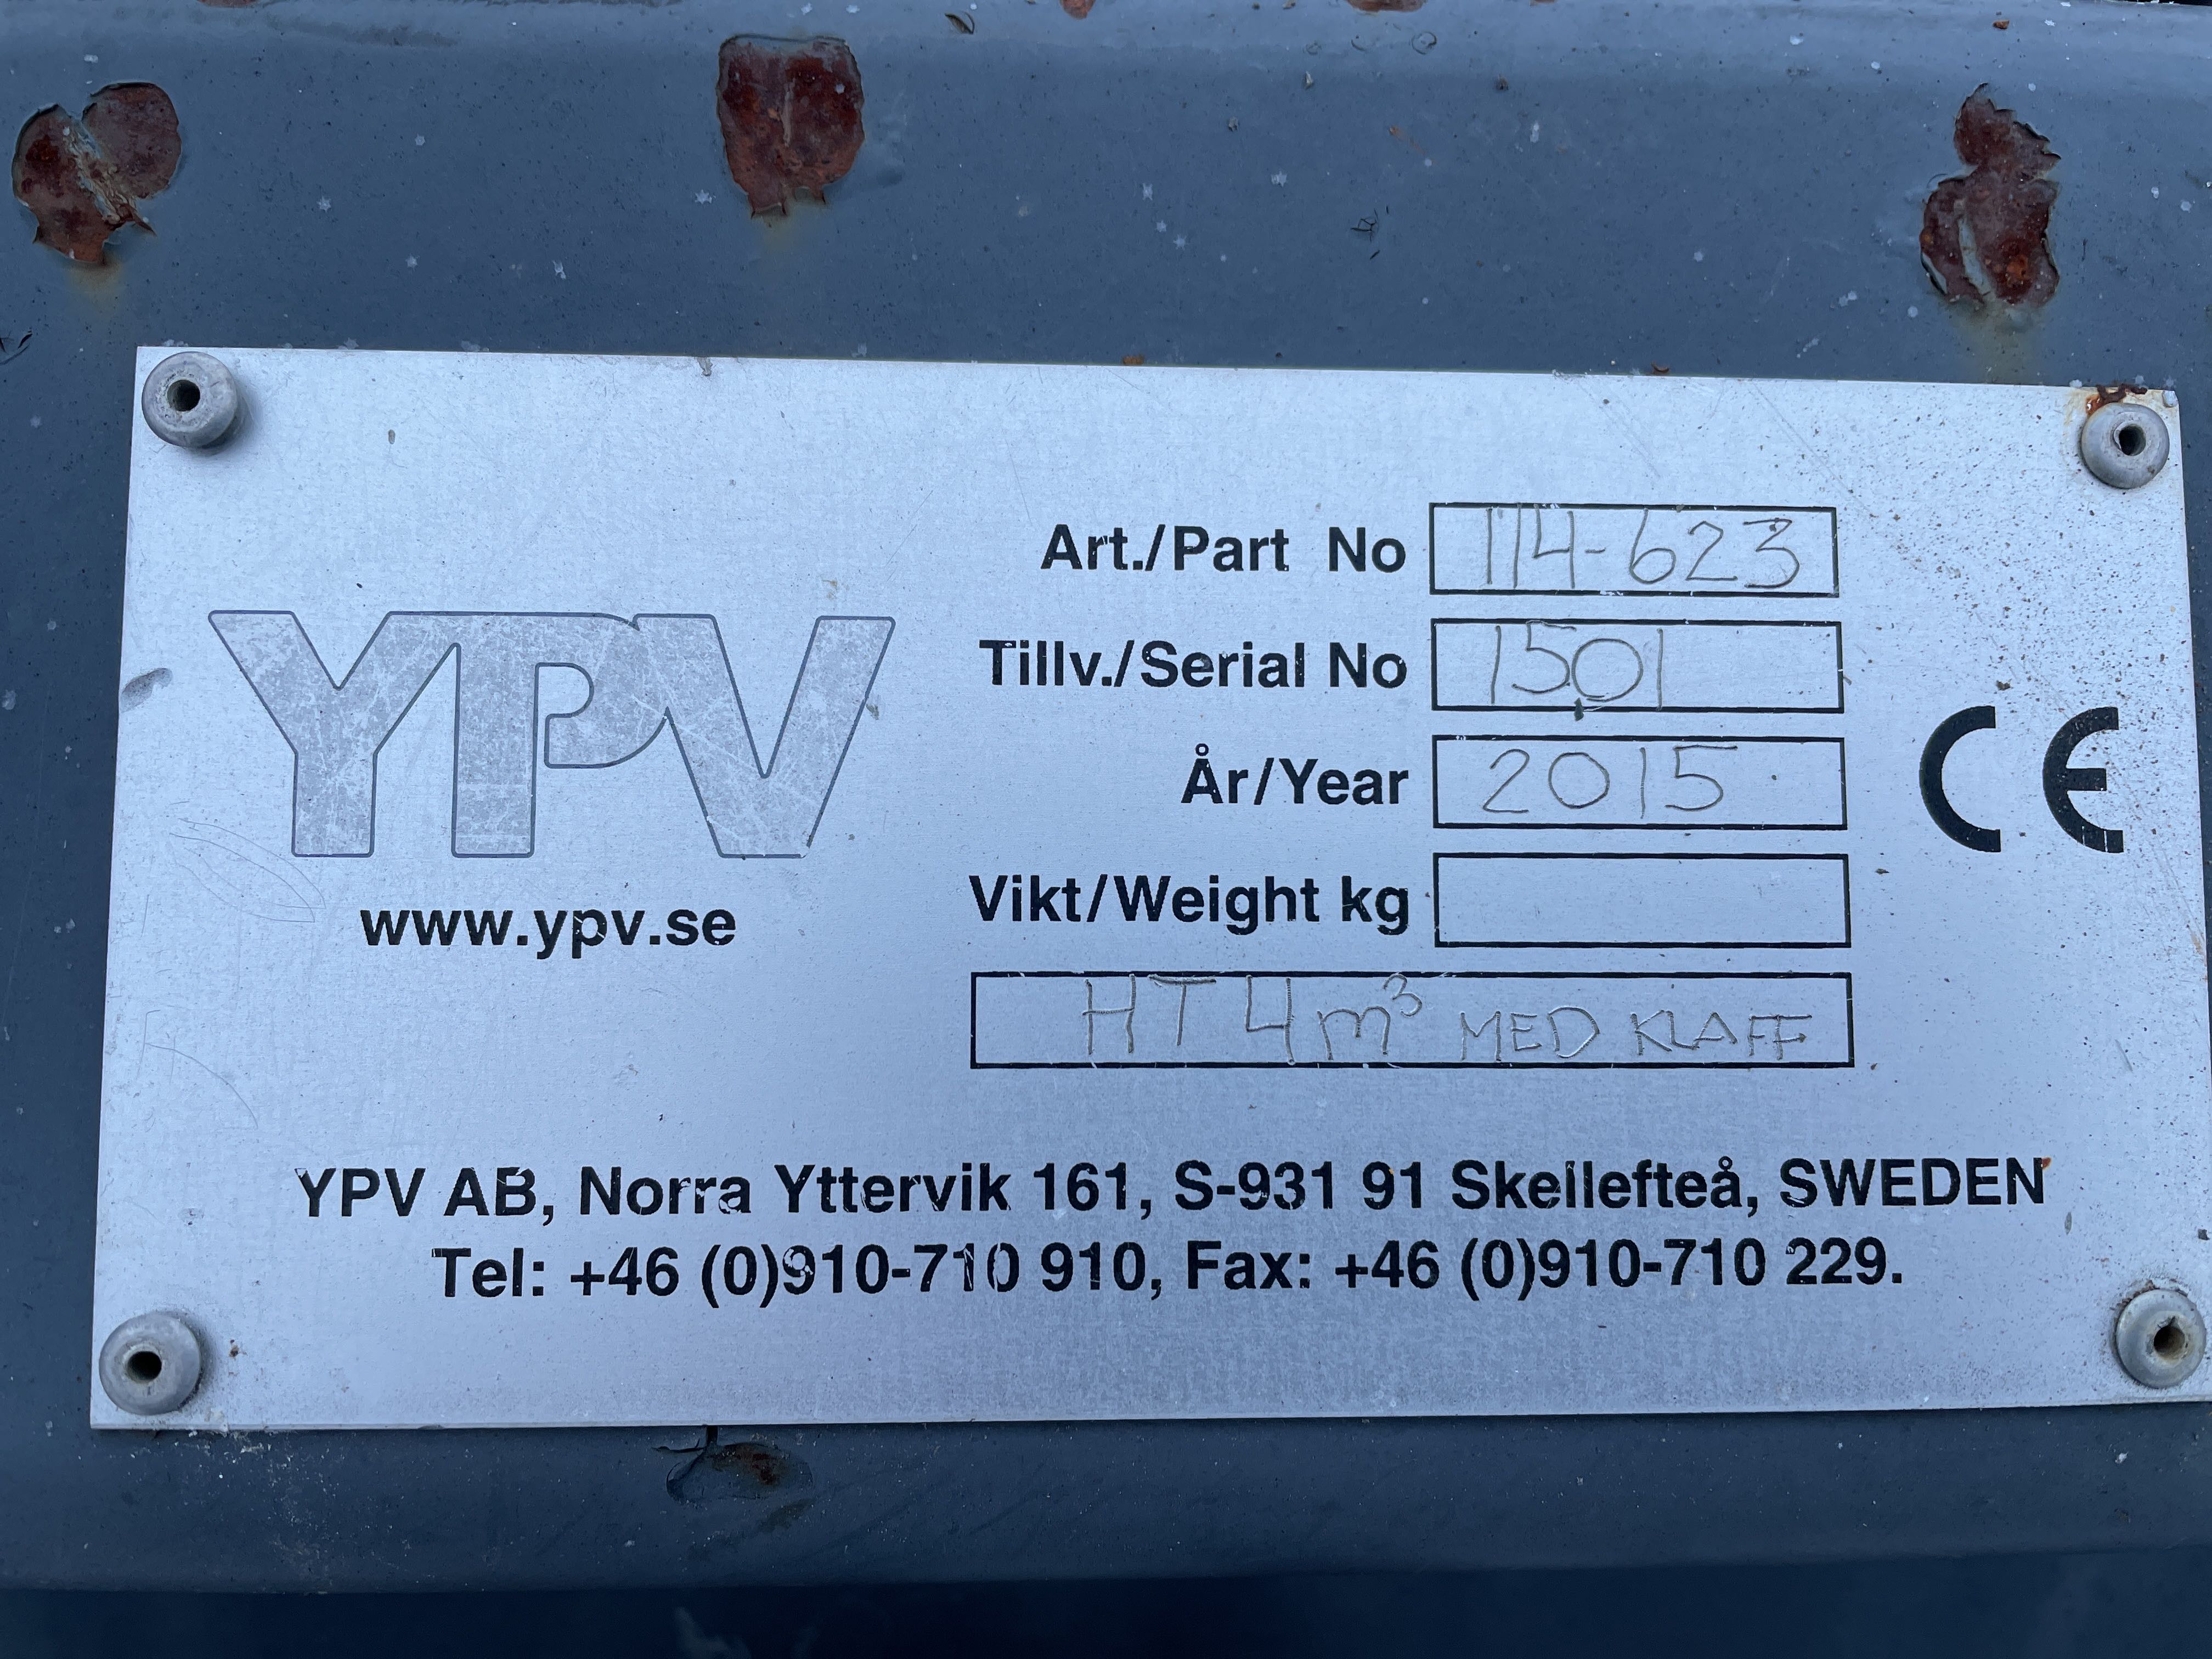 YPV
www.ypv.se
Art./Part No 114-623
Tillv./Serial No 1501
År/Year 2015
Vikt/Weight kg
HT 4m³ MED KLAFF
CE
YPV AB, Norra Yttervik 161, S-931 91 Skellefteå, SWEDEN
Tel: +46 (0)910-710 910, Fax: +46 (0)910-710 229.